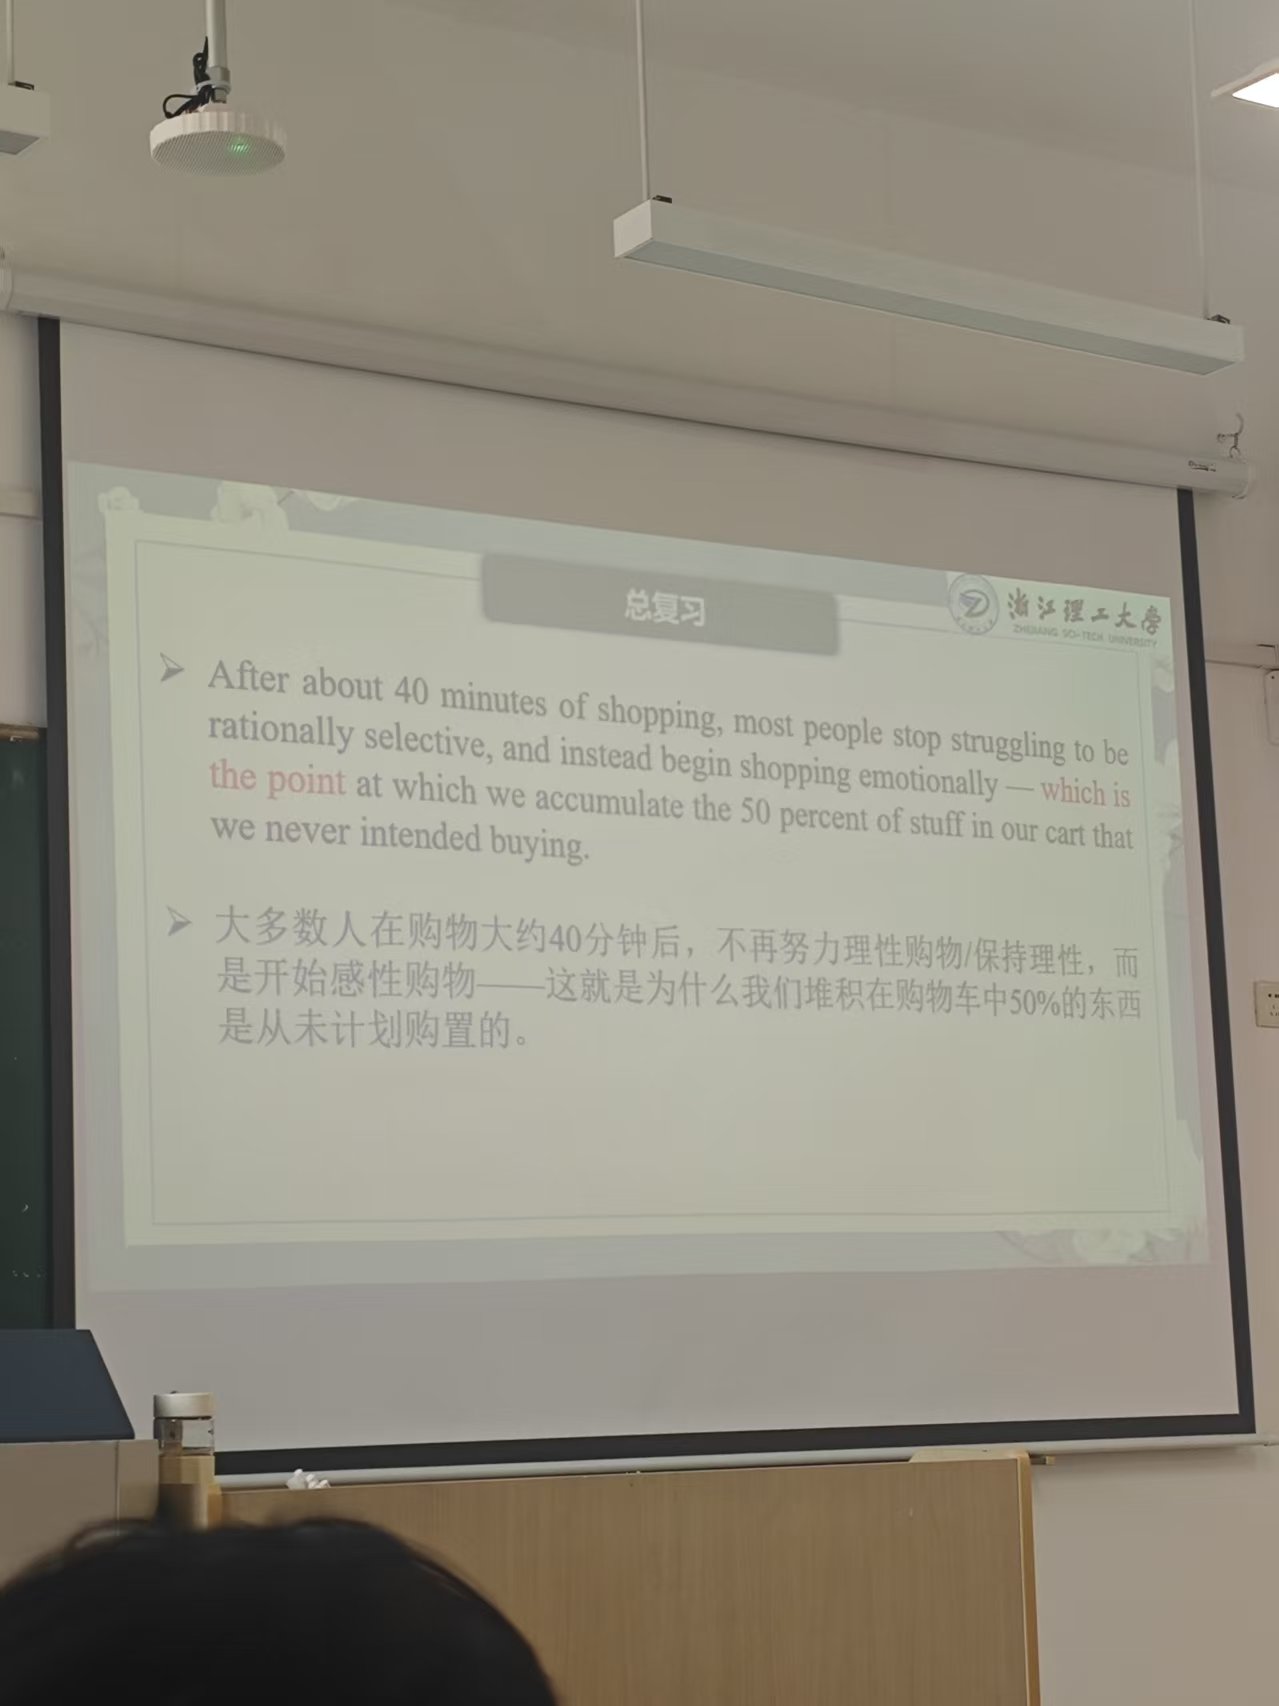 总复习
浙江理工大学
ZHEJIANG SCI-TECH UNIVERSITY
After about 40 minutes of shopping, most people stop struggling to be
rationally selective, and instead begin shopping emotionally — which is
the point at which we accumulate the 50 percent of stuff in our cart that
we never intended buying.
大多数人在购物大约40分钟后，不再努力理性购物/保持理性，而
是开始感性购物——这就是为什么我们堆积在购物车中50%的东西
是从未计划购置的。